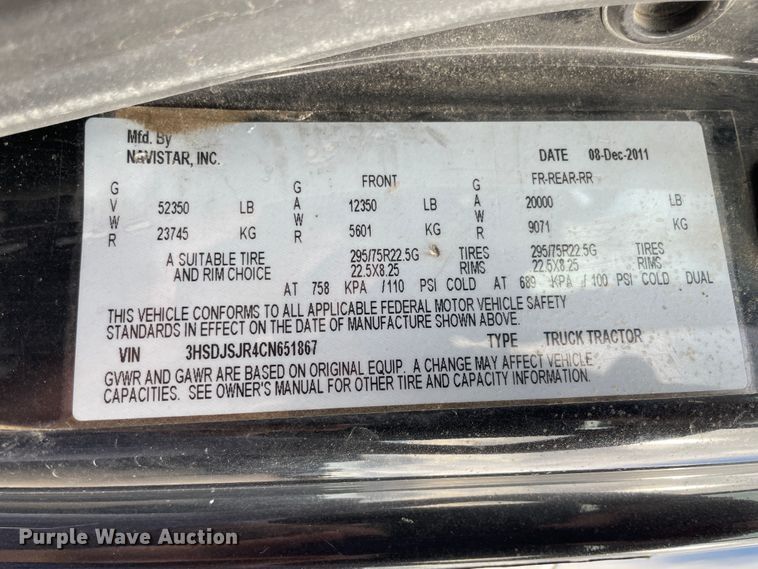 Mfd. By
NAVISTAR, INC. DATE 08-Dec-2011
GVWR 52350 LB 23745 KG GAWR FRONT 12350 LB 5601 KG GAWR FR-REAR-RR 20000 LB 9071 KG
A SUITABLE TIRE 295/75R22.5G TIRES 295/75R22.5G TIRES
AND RIM CHOICE 22.5X8.25 RIMS 22.5X8.25 RIMS
AT 758 KPA /110 PSI COLD AT 689 KPA /100 PSI COLD DUAL
THIS VEHICLE CONFORMS TO ALL APPLICABLE FEDERAL MOTOR VEHICLE SAFETY
STANDARDS IN EFFECT ON THE DATE OF MANUFACTURE SHOWN ABOVE.
VIN 3HSDJSJR4CN651867 TYPE TRUCK TRACTOR
GVWR AND GAWR ARE BASED ON ORIGINAL EQUIP. A CHANGE MAY AFFECT VEHICLE
CAPACITIES. SEE OWNER'S MANUAL FOR OTHER TIRE AND CAPACITY INFORMATION.
Purple Wave Auction